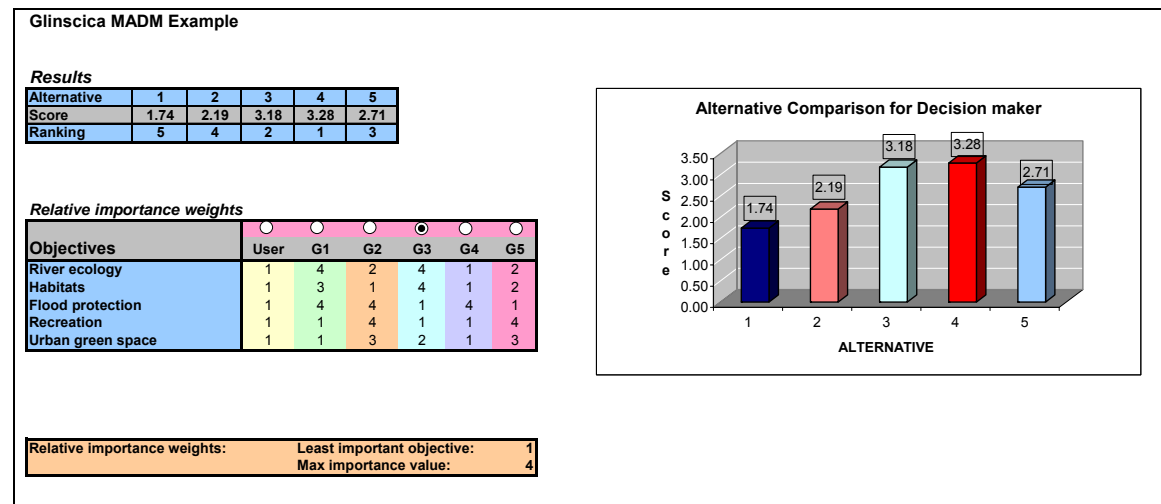 Glinscica MADM Example
Results
Alternative 1 2 3 4 5
Score 1.74 2.19 3.18 3.28 2.71
Ranking 5 4 2 1 3
Relative importance weights
Objectives User G1 G2 G3 G4 G5
River ecology 1 4 2 4 1 2
Habitats 1 3 1 4 1 2
Flood protection 1 4 4 1 4 1
Recreation 1 1 4 1 1 4
Urban green space 1 1 3 2 1 3
Relative importance weights: Least important objective: 1
Max importance value: 4
Alternative Comparison for Decision maker
Score
3.50
3.00
2.50
2.00
1.50
1.00
0.50
0.00
1.74
2.19
3.18
3.28
2.71
1 2 3 4 5
ALTERNATIVE